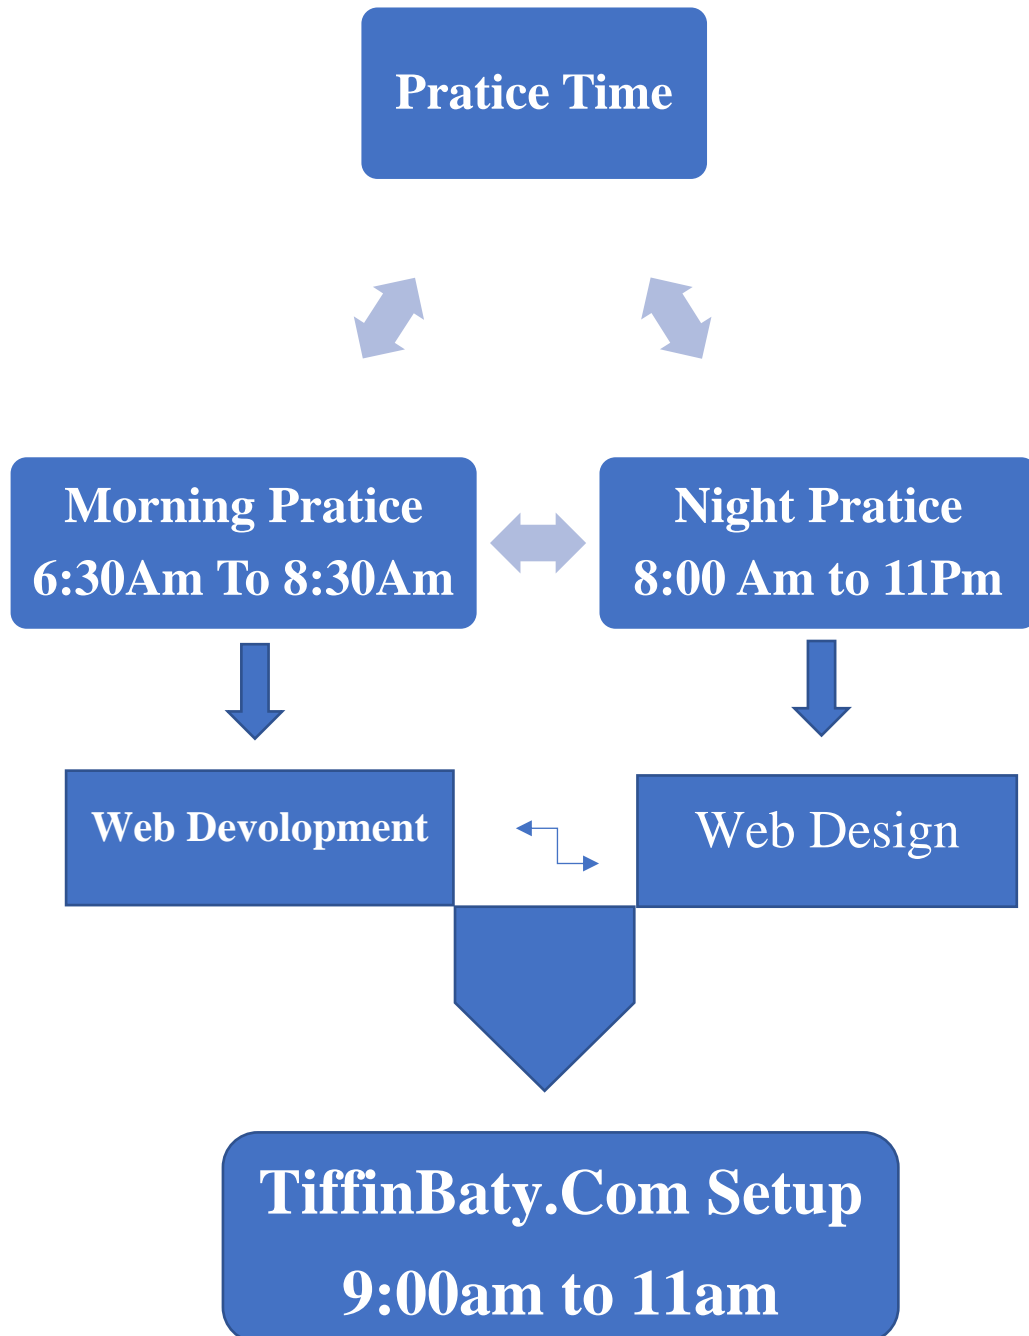 Pratice Time
Morning Pratice
6:30Am To 8:30Am
Night Pratice
8:00 Am to 11Pm
Web Devolopment
Web Design
TiffinBaty.Com Setup
9:00am to 11am